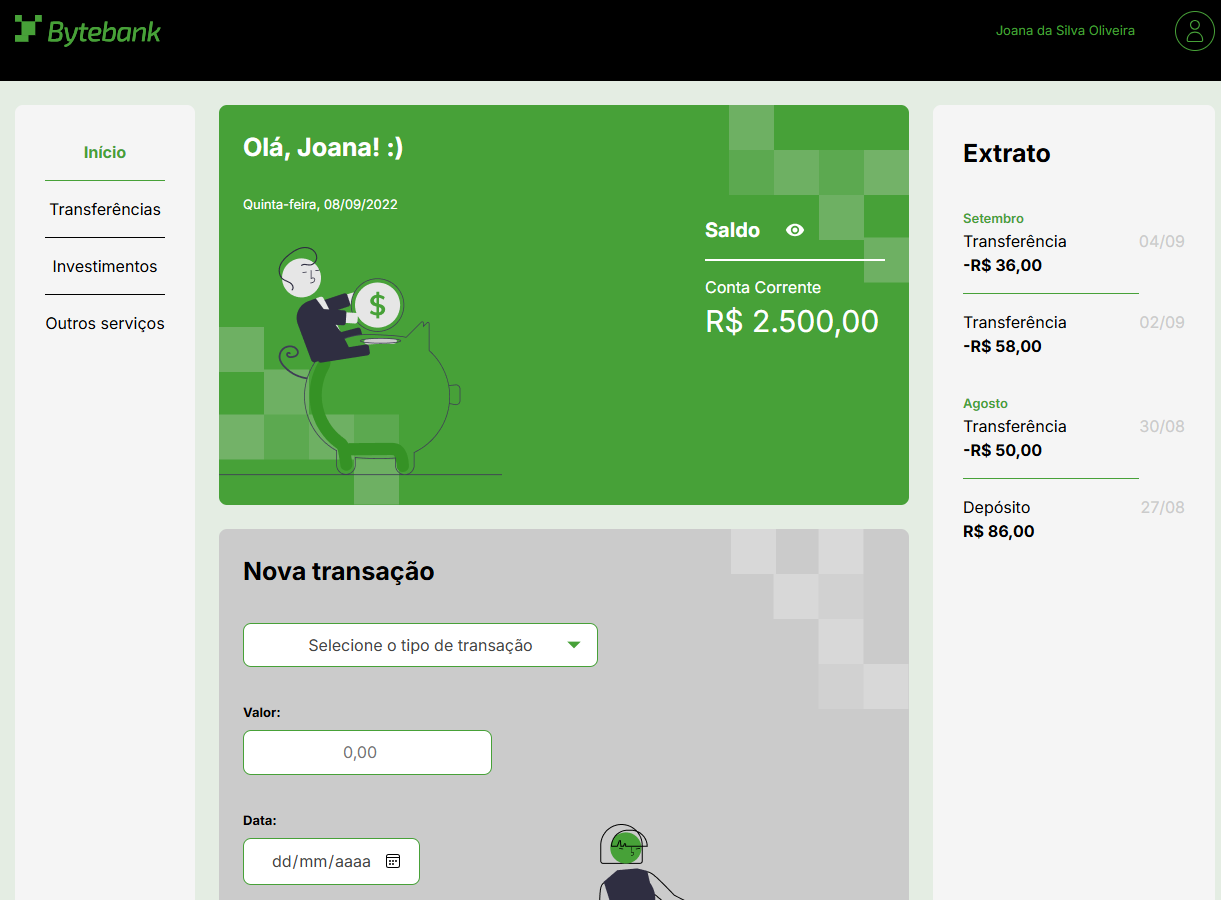 Bytebank
Joana da Silva Oliveira
Início
Transferências
Investimentos
Outros serviços
Olá, Joana! :)
Quinta-feira, 08/09/2022
Saldo
Conta Corrente
R$ 2.500,00
$
Nova transação
Selecione o tipo de transação
Valor:
0,00
Data:
dd/mm/aaaa
Extrato
Setembro
Transferência 04/09
-R$ 36,00
Transferência 02/09
-R$ 58,00
Agosto
Transferência 30/08
-R$ 50,00
Depósito 27/08
R$ 86,00